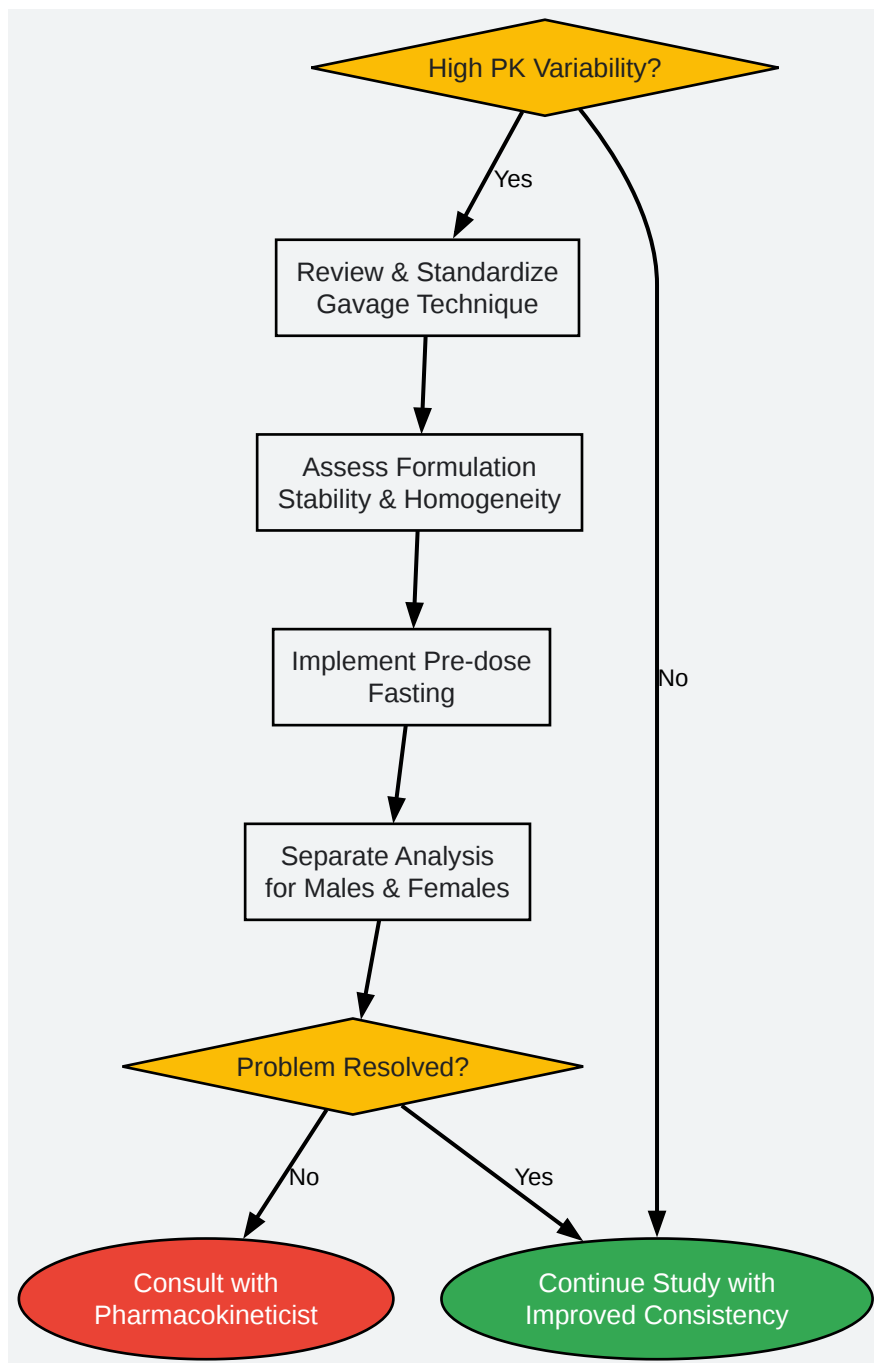 High PK Variability?
Yes
Review & Standardize
Gavage Technique
Assess Formulation
Stability & Homogeneity
Implement Pre-dose
Fasting
No
Separate Analysis
for Males & Females
Problem Resolved?
No
Yes
Consult with
Pharmacokineticist
Continue Study with
Improved Consistency